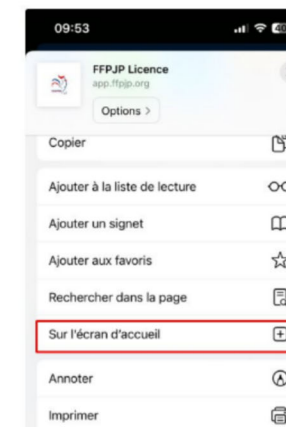 09:53
FFPJP Licence
app.ffpjp.org
Options >
Copier
Ajouter à la liste de lecture
Ajouter un signet
Ajouter aux favoris
Rechercher dans la page
Sur l'écran d'accueil
Annoter
Imprimer